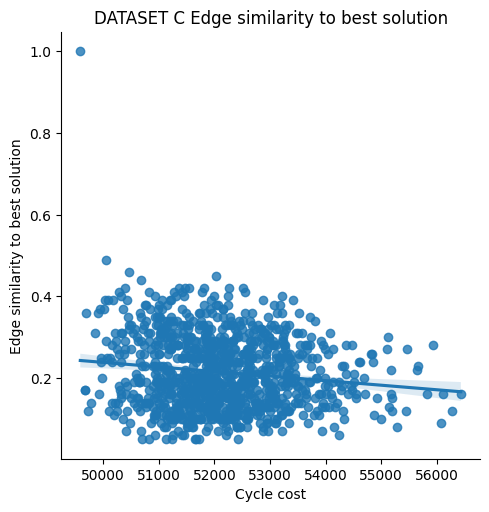 DATASET C Edge similarity to best solution
1.0
0.8
0.6
0.4
0.2
Edge similarity to best solution
50000 51000 52000 53000 54000 55000 56000
Cycle cost